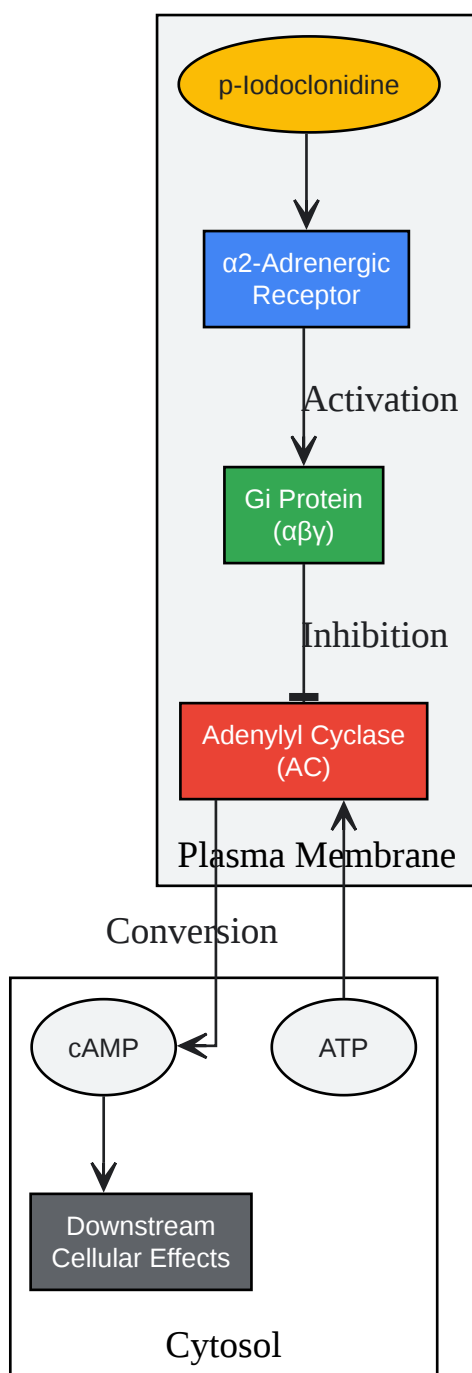 p-Iodoclonidine
α2-Adrenergic
Receptor
Activation
Gi Protein
(αβγ)
Inhibition
Adenylyl Cyclase
(AC)
Plasma Membrane
Conversion
cAMP
ATP
Downstream
Cellular Effects
Cytosol